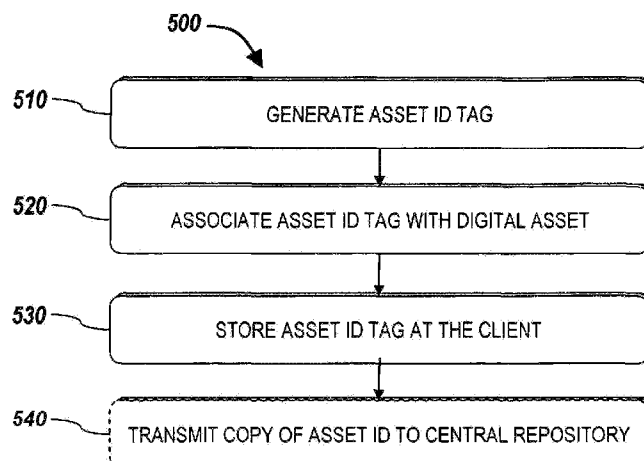 500
510
GENERATE ASSET ID TAG
520
ASSOCIATE ASSET ID TAG WITH DIGITAL ASSET
530
STORE ASSET ID TAG AT THE CLIENT
540
TRANSMIT COPY OF ASSET ID TO CENTRAL REPOSITORY